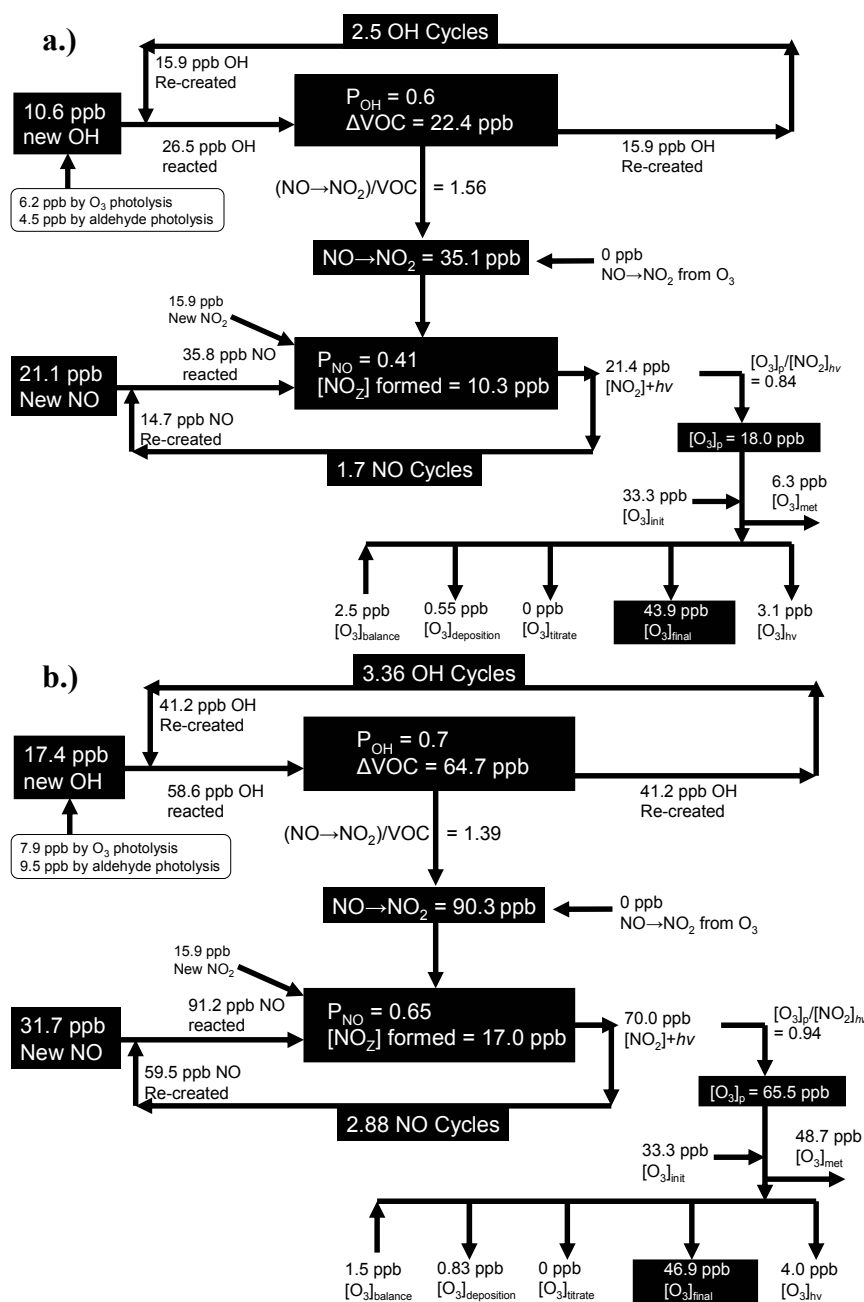 a.)
2.5 OH Cycles
15.9 ppb OH
Re-created
10.6 ppb
new OH
26.5 ppb OH
reacted
P_OH = 0.6
ΔVOC = 22.4 ppb
15.9 ppb OH
Re-created
6.2 ppb by O₃ photolysis
4.5 ppb by aldehyde photolysis
(NO→NO₂)/VOC = 1.56
NO→NO₂ = 35.1 ppb
0 ppb
NO→NO₂ from O₃
15.9 ppb
New NO₂
21.1 ppb
New NO
35.8 ppb NO
reacted
P_NO = 0.41
[NO_Z] formed = 10.3 ppb
21.4 ppb
[NO₂]+hv
[O₃]p/[NO₂]hv
= 0.84
14.7 ppb NO
Re-created
1.7 NO Cycles
[O₃]p = 18.0 ppb
33.3 ppb
[O₃]init
6.3 ppb
[O₃]met
2.5 ppb
[O₃]balance
0.55 ppb
[O₃]deposition
0 ppb
[O₃]titrate
43.9 ppb
[O₃]final
3.1 ppb
[O₃]hv
b.)
3.36 OH Cycles
41.2 ppb OH
Re-created
17.4 ppb
new OH
58.6 ppb OH
reacted
P_OH = 0.7
ΔVOC = 64.7 ppb
41.2 ppb OH
Re-created
7.9 ppb by O₃ photolysis
9.5 ppb by aldehyde photolysis
(NO→NO₂)/VOC = 1.39
NO→NO₂ = 90.3 ppb
0 ppb
NO→NO₂ from O₃
15.9 ppb
New NO₂
31.7 ppb
New NO
91.2 ppb NO
reacted
P_NO = 0.65
[NO_Z] formed = 17.0 ppb
70.0 ppb
[NO₂]+hv
[O₃]p/[NO₂]hv
= 0.94
59.5 ppb NO
Re-created
2.88 NO Cycles
[O₃]p = 65.5 ppb
33.3 ppb
[O₃]init
48.7 ppb
[O₃]met
1.5 ppb
[O₃]balance
0.83 ppb
[O₃]deposition
0 ppb
[O₃]titrate
46.9 ppb
[O₃]final
4.0 ppb
[O₃]hv